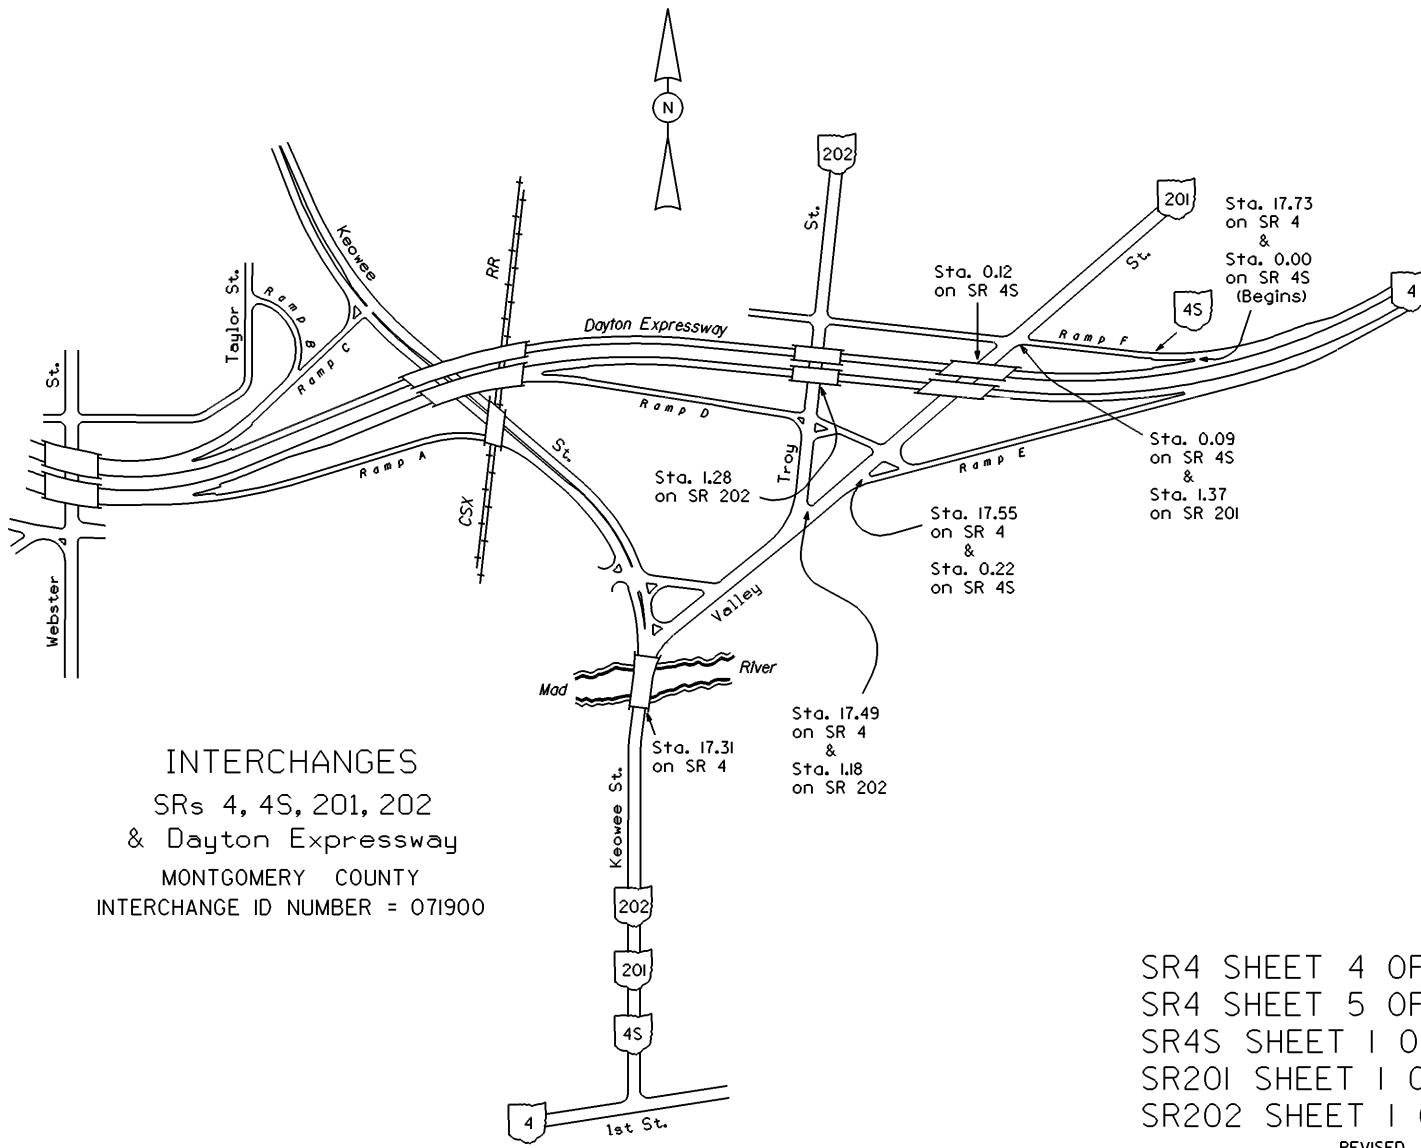 N
202
201
Sta. 17.73
on SR 4
&
Sta. 0.00
on SR 4S
(Begins)
St.
Keowee
St.
RR
Sta. 0.12
on SR 4S
4S
4
Taylor St.
Ramp B
Ramp C
Dayton Expressway
Ramp F
St.
Ramp D
Sta. 0.09
on SR 4S
&
Sta. 1.37
on SR 201
Ramp A
St.
Troy
Ramp E
Sta. 1.28
on SR 202
CSX
Sta. 17.55
on SR 4
&
Sta. 0.22
on SR 4S
Webster
Valley
Mad
River
Sta. 17.31
on SR 4
Sta. 17.49
on SR 4
&
Sta. 1.18
on SR 202
Keowee St.
INTERCHANGES
SRs 4, 4S, 201, 202
& Dayton Expressway
MONTGOMERY COUNTY
INTERCHANGE ID NUMBER = 071900
202
201
4S
4
1st St.
SR4 SHEET 4 OF
SR4 SHEET 5 OF
SR4S SHEET 1 O
SR201 SHEET 1 O
SR202 SHEET 1
REVISED